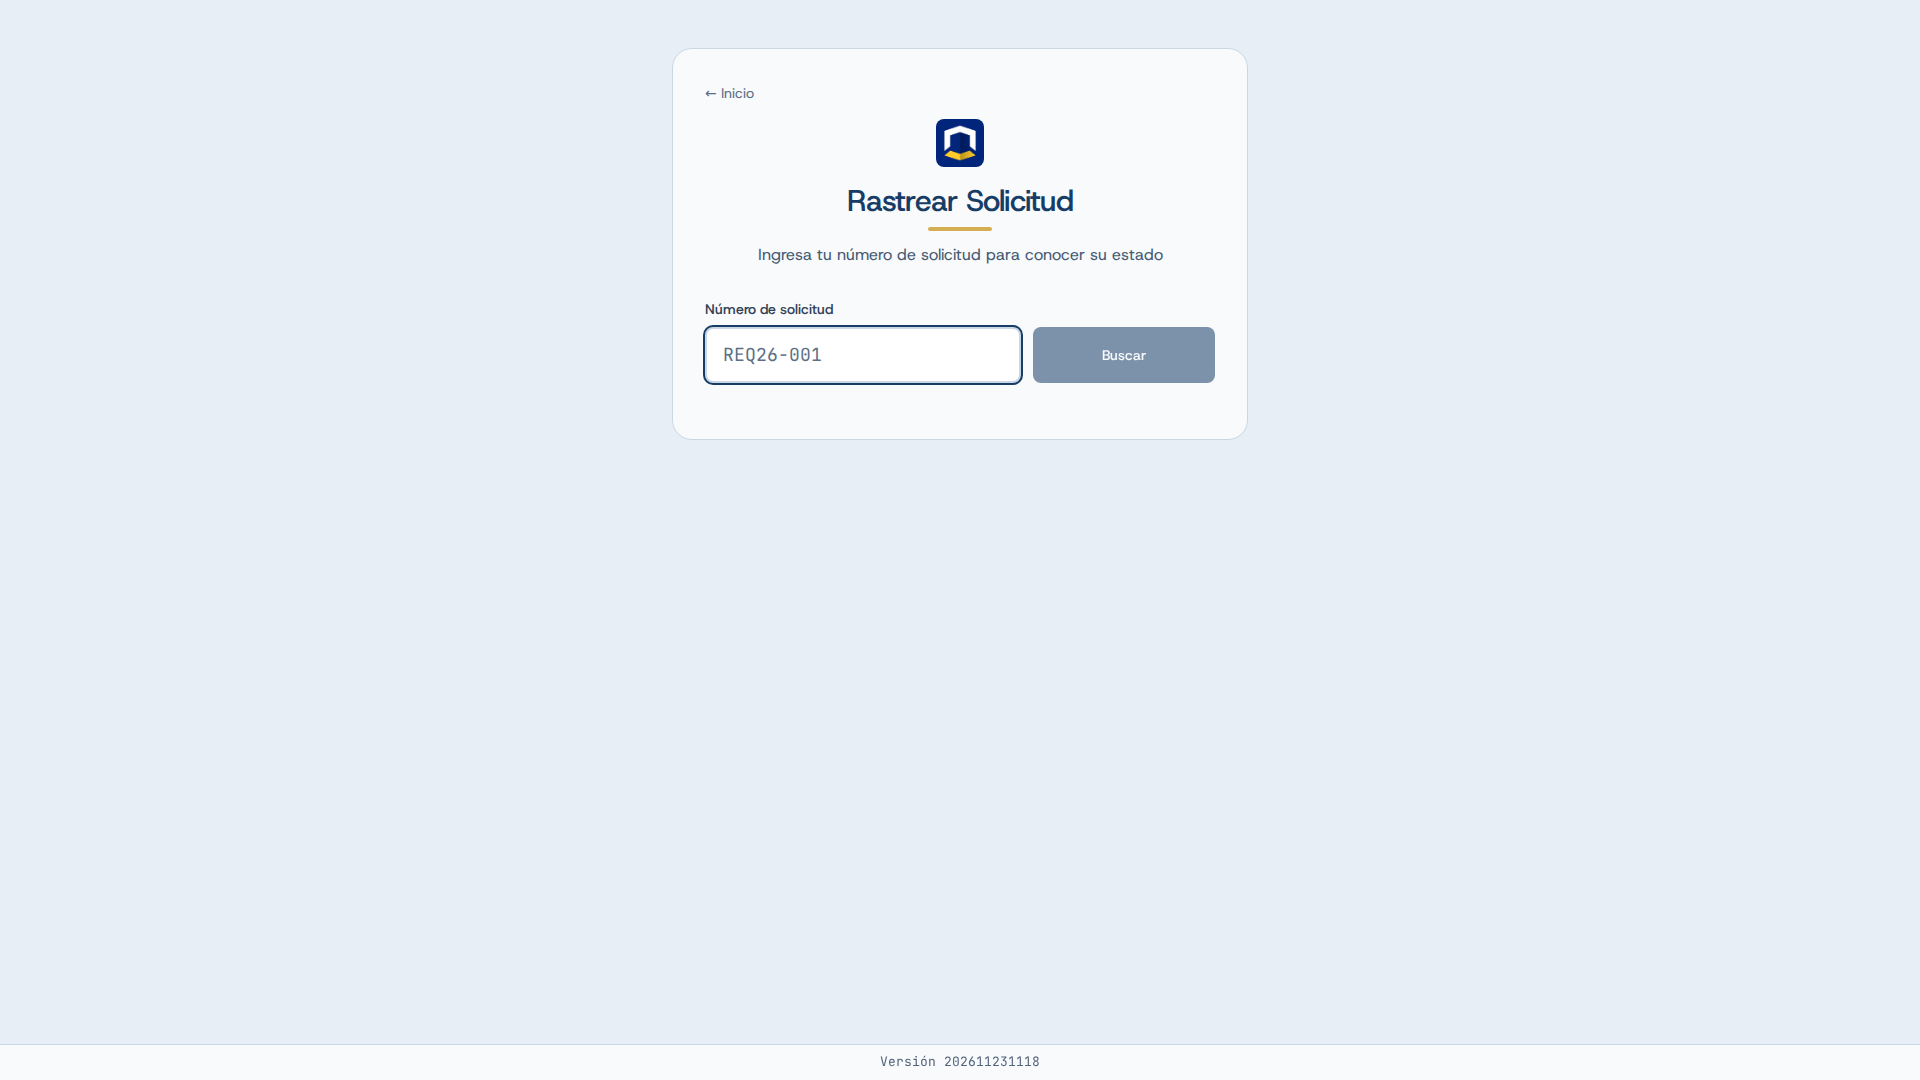 ← Inicio
Rastrear Solicitud
Ingresa tu número de solicitud para conocer su estado
Número de solicitud
REQ26-001
Buscar
Versión 202611231118